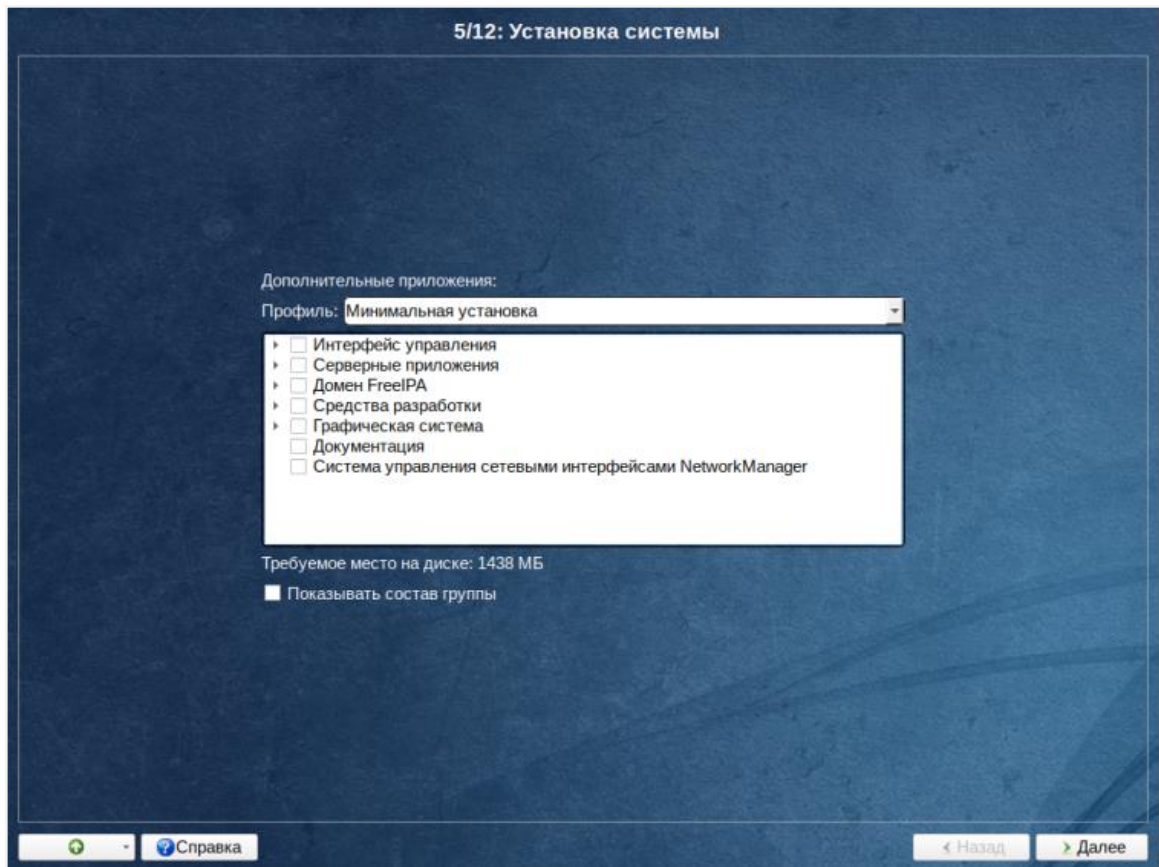 5/12: Установка системы
Дополнительные приложения:
Профиль: Минимальная установка
Интерфейс управления
Серверные приложения
Домен FreeIPA
Средства разработки
Графическая система
Документация
Система управления сетевыми интерфейсами NetworkManager
Требуемое место на диске: 1438 МБ
Показывать состав группы
Справка
Назад
Далее